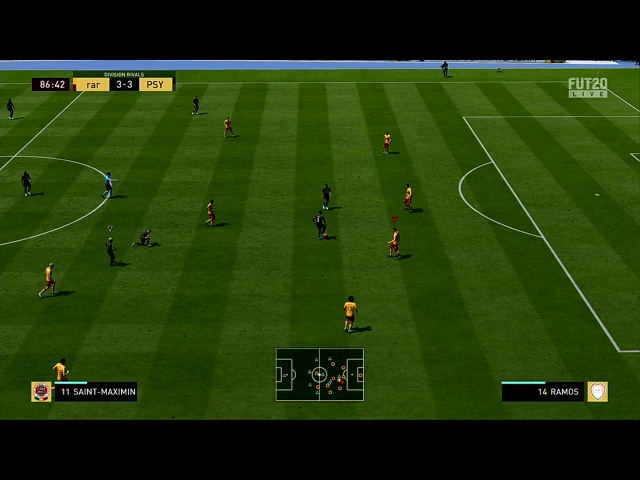 DIVISION RIVALS
86:42 rar 3-3 PSY
FUT20
LIVE
11 SAINT-MAXIMIN
14 RAMOS